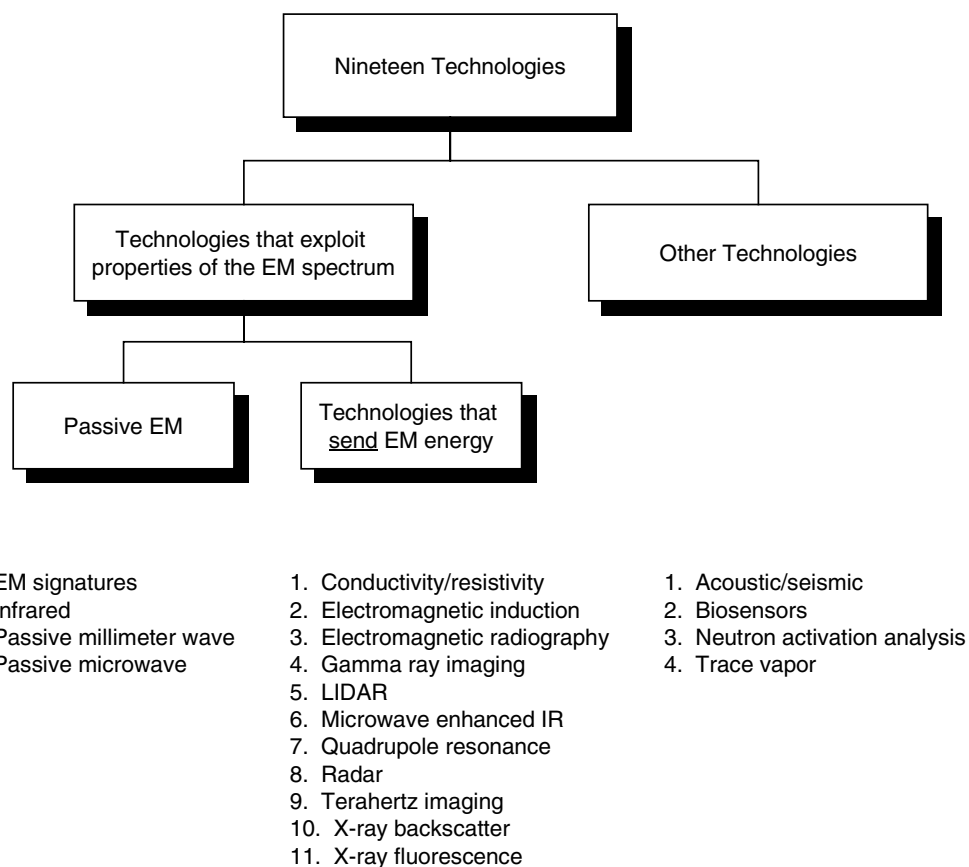 Nineteen Technologies
Technologies that exploit
properties of the EM spectrum
Other Technologies
Passive EM
Technologies that
send EM energy
EM signatures
Infrared
Passive millimeter wave
Passive microwave
1. Conductivity/resistivity
2. Electromagnetic induction
3. Electromagnetic radiography
4. Gamma ray imaging
5. LIDAR
6. Microwave enhanced IR
7. Quadrupole resonance
8. Radar
9. Terahertz imaging
10. X-ray backscatter
11. X-ray fluorescence
1. Acoustic/seismic
2. Biosensors
3. Neutron activation analysis
4. Trace vapor